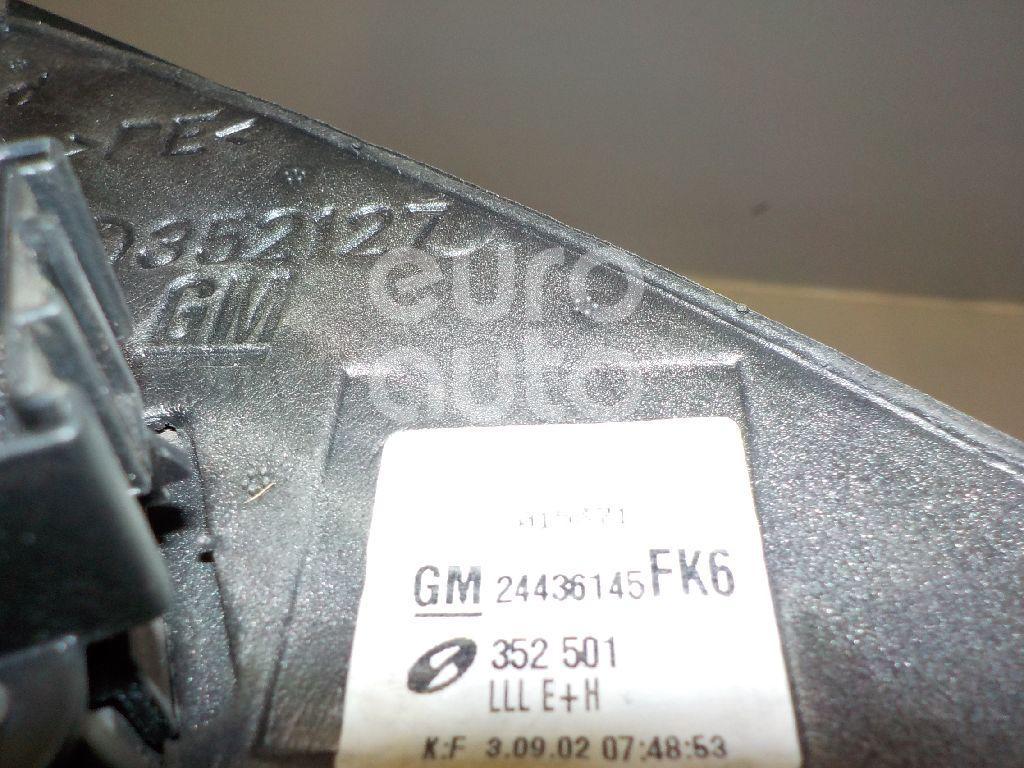 GM
euro
auto
GM 24436145 FK6
352 501
LLL E+H
K:F 3.09.02 07:48:53